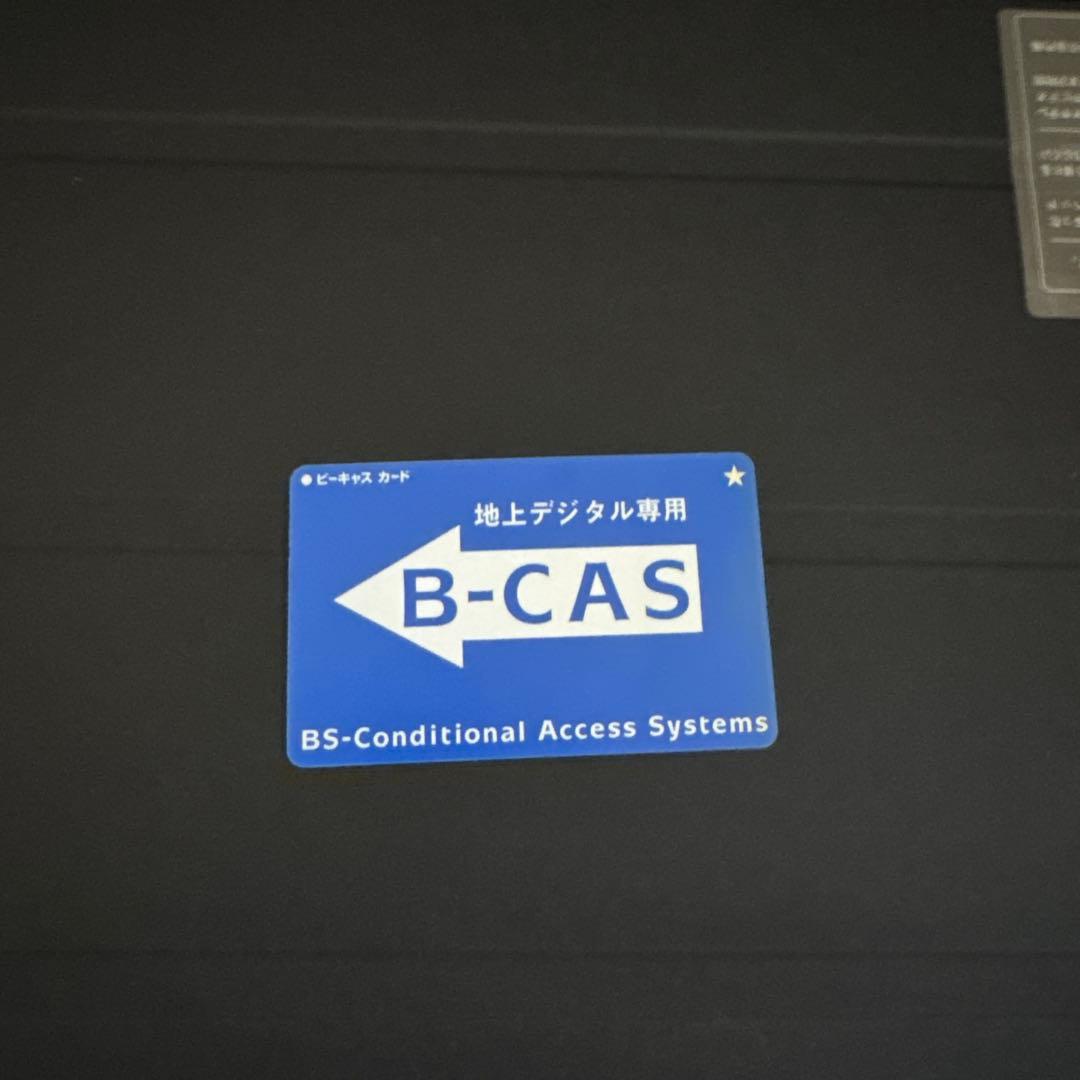 ビーキャス カード
地上デジタル専用
B-CAS
BS-Conditional Access Systems